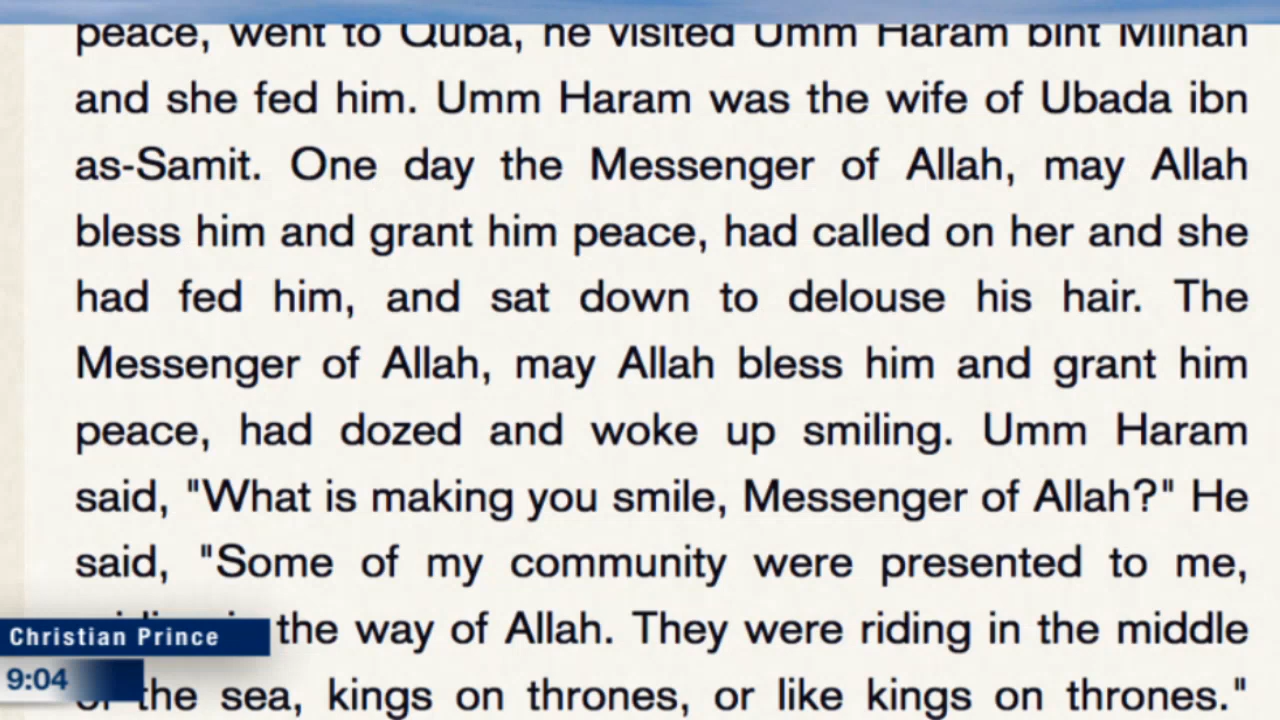 peace, went to Quba, he visited Umm Haram bint Milhan
and she fed him. Umm Haram was the wife of Ubada ibn
as-Samit. One day the Messenger of Allah, may Allah
bless him and grant him peace, had called on her and she
had fed him, and sat down to delouse his hair. The
Messenger of Allah, may Allah bless him and grant him
peace, had dozed and woke up smiling. Umm Haram
said, "What is making you smile, Messenger of Allah?" He
said, "Some of my community were presented to me,
the way of Allah. They were riding in the middle
Christian Prince
the sea, kings on thrones, or like kings on thrones."
9:04